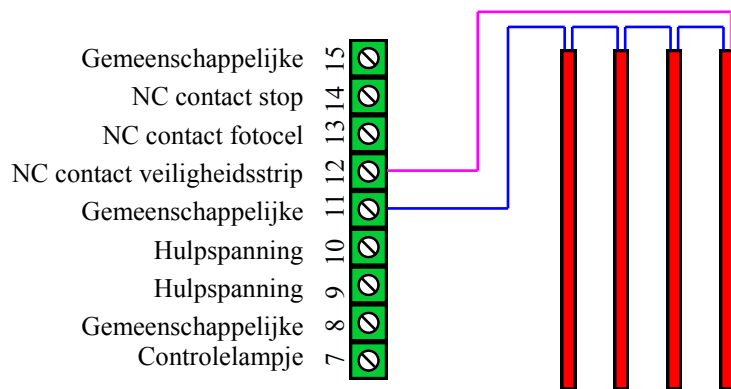 Gemeenschappelijke 15
NC contact stop 14
NC contact fotocel 13
NC contact veiligheidsstrip 12
Gemeenschappelijke 11
Hulpspanning 10
Hulpspanning 9
Gemeenschappelijke 8
Controlelampje 7